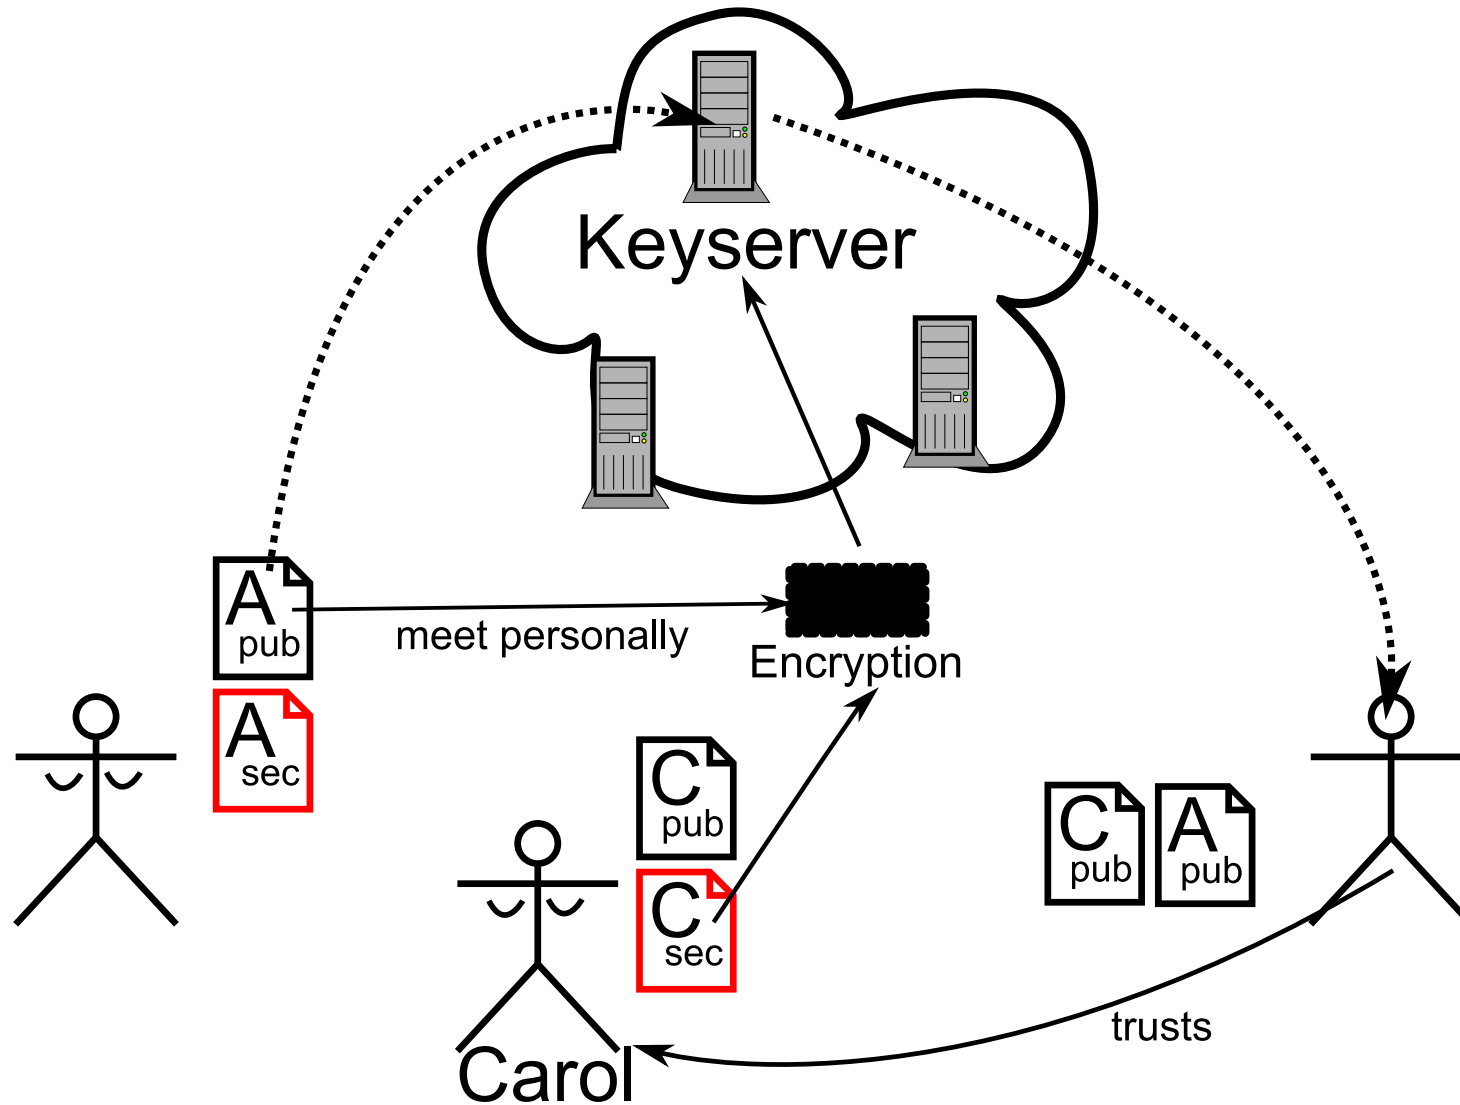 Keyserver
A
pub
meet personally
Encryption
A
sec
C
pub
C
pub
A
pub
C
sec
trusts
Carol